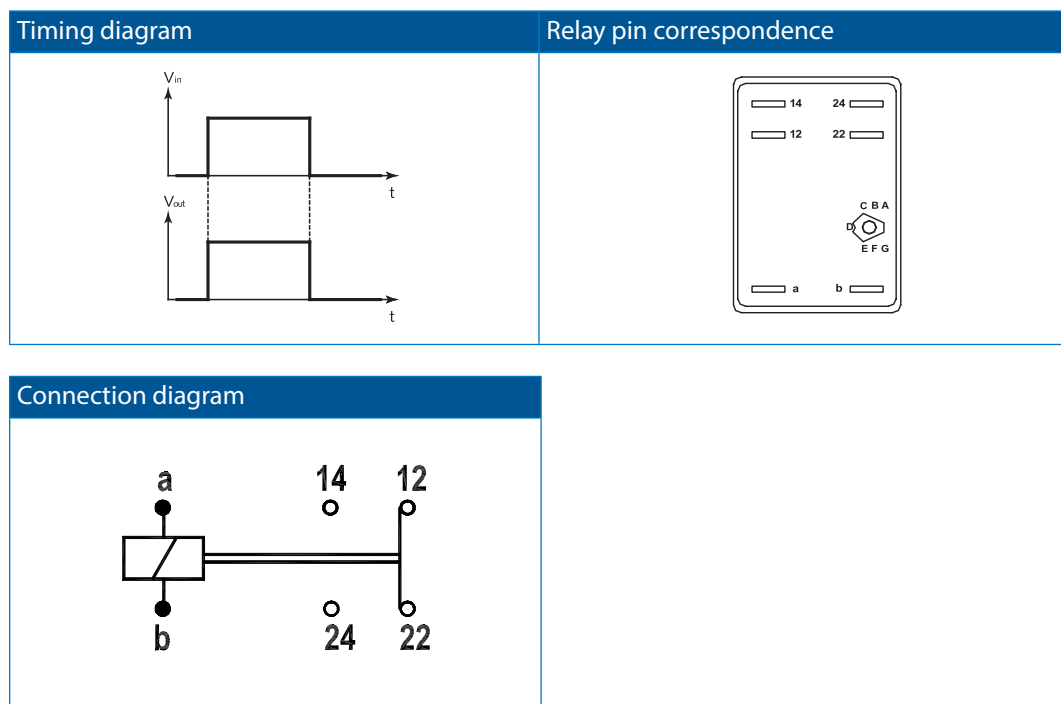 Timing diagram
Relay pin correspondence
Vin
t
Vout
t
14 24
12 22
C B A
D
E F G
a b
Connection diagram
a 14 12
b 24 22